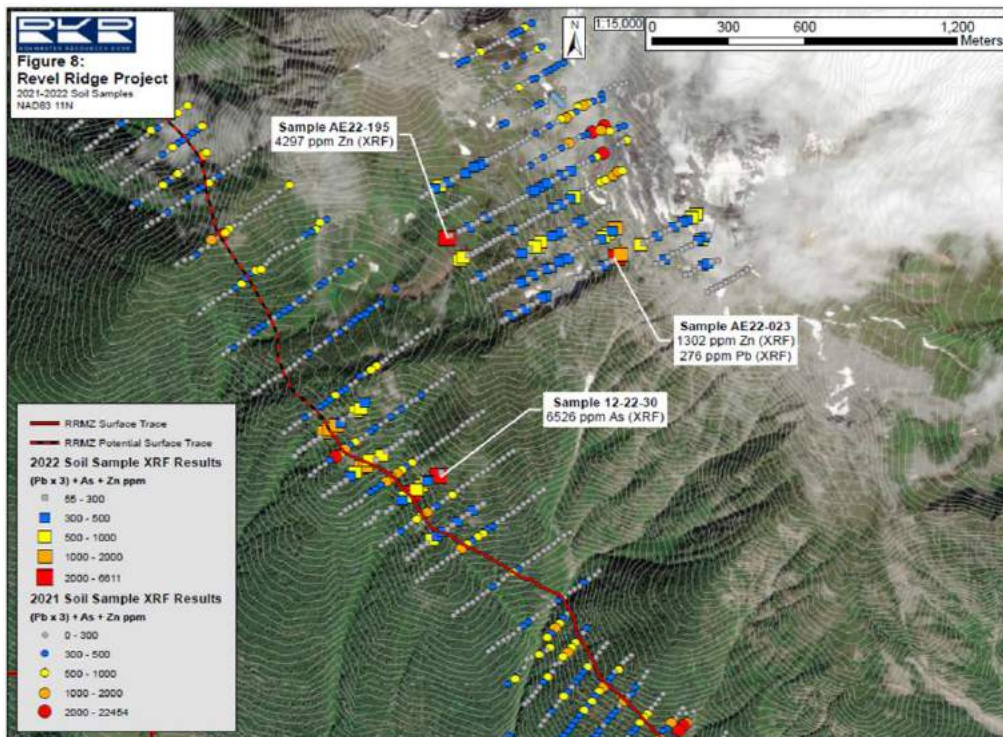 RKR
ROKMASTER RESOURCES CORP
Figure 8:
Revel Ridge Project
2021-2022 Soil Samples
NAD83 11N
N
1:15,000
0 300 600 1,200
Meters
Sample AE22-195
4297 ppm Zn (XRF)
Sample AE22-023
1302 ppm Zn (XRF)
276 ppm Pb (XRF)
Sample 12-22-30
6526 ppm As (XRF)
RRMZ Surface Trace
RRMZ Potential Surface Trace
2022 Soil Sample XRF Results
(Pb x 3) + As + Zn ppm
55 - 300
300 - 500
500 - 1000
1000 - 2000
2000 - 6611
2021 Soil Sample XRF Results
(Pb x 3) + As + Zn ppm
0 - 300
300 - 500
500 - 1000
1000 - 2000
2000 - 22454